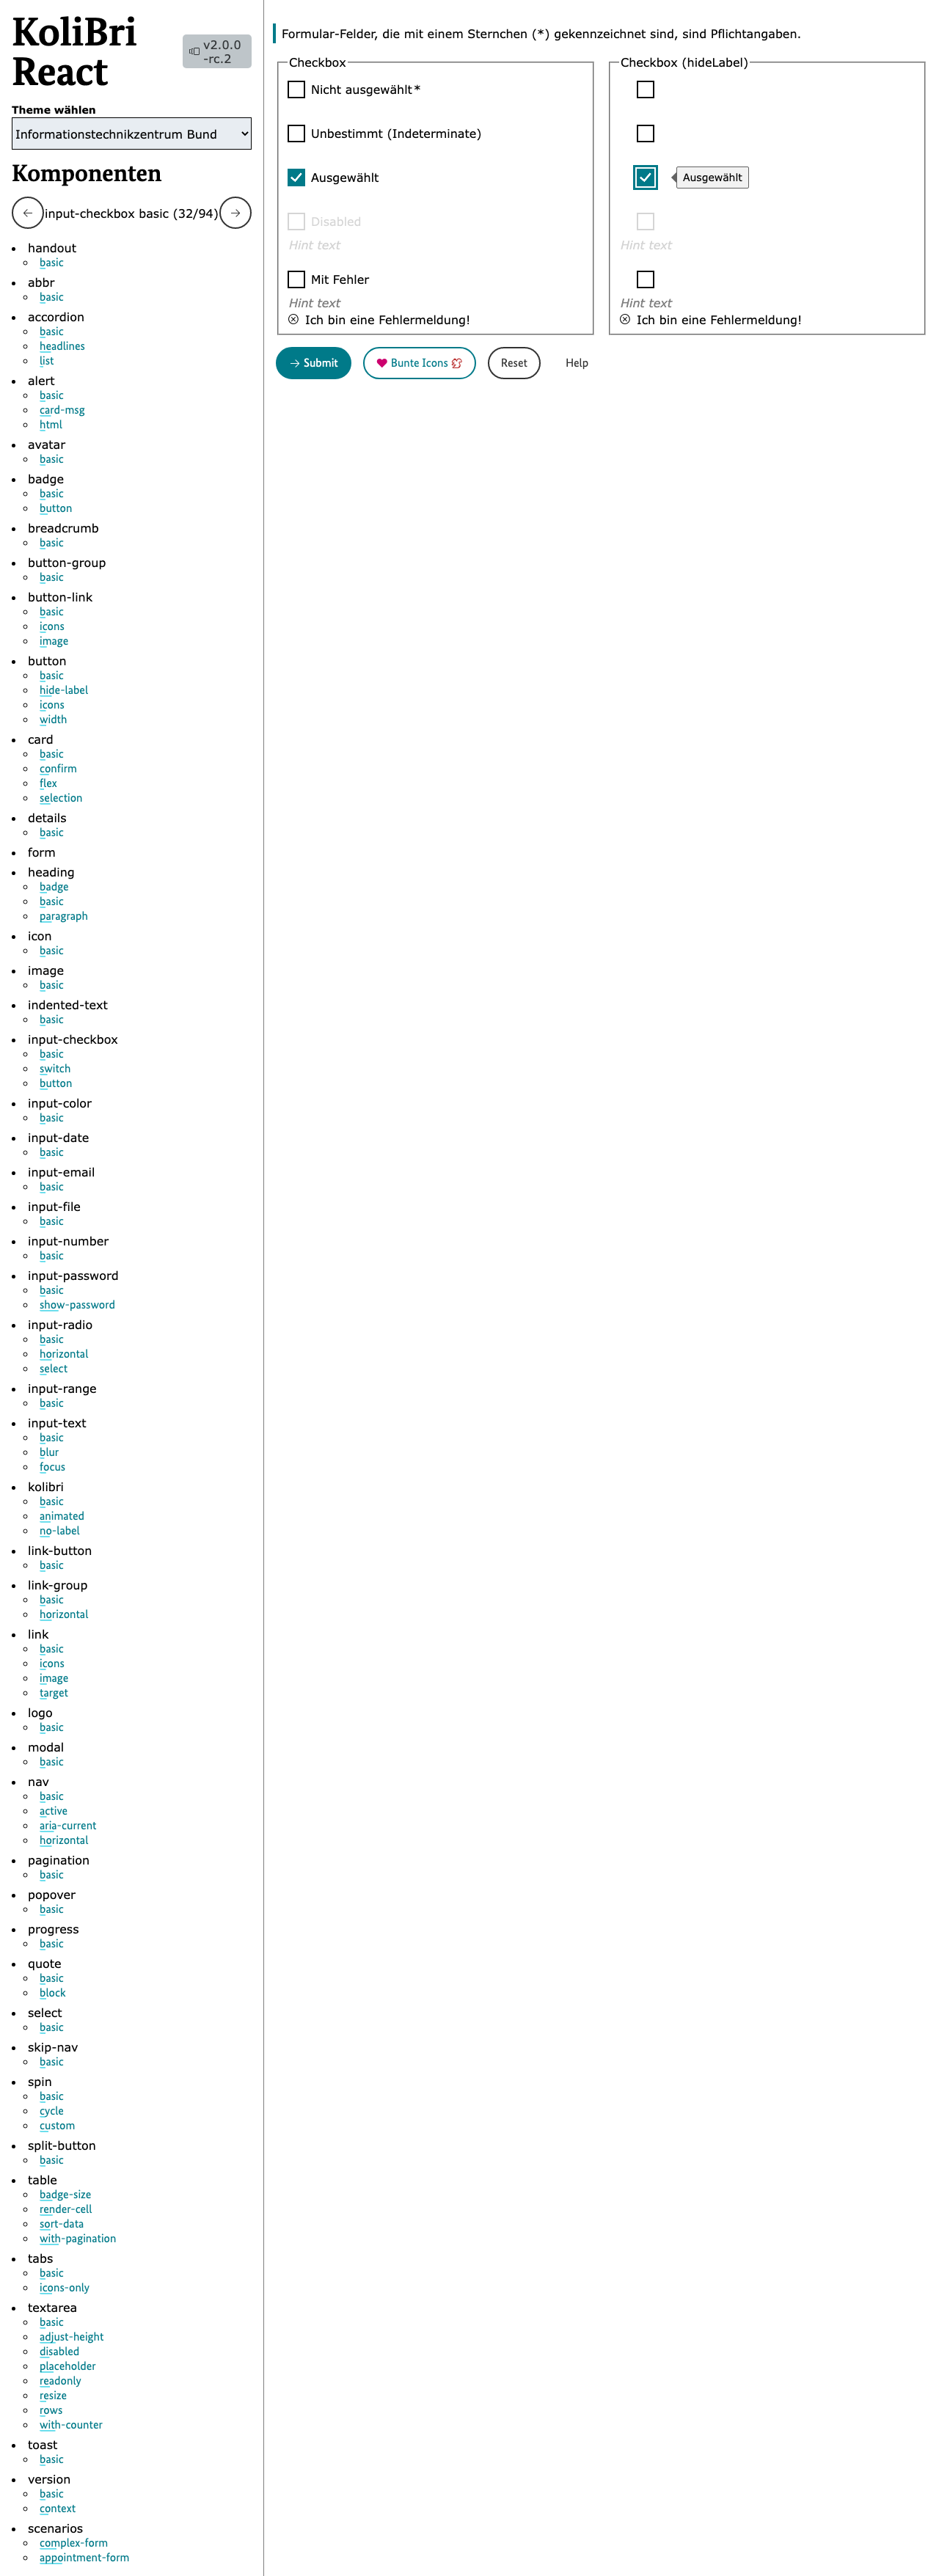 KoliBri
React
v2.0.0
-rc.2
Theme wählen
Informationstechnikzentrum Bund
Komponenten
input-checkbox basic (32/94)
handout
basic
abbr
basic
accordion
basic
headlines
list
alert
basic
card-msg
html
avatar
basic
badge
basic
button
breadcrumb
basic
button-group
basic
button-link
basic
icons
image
button
basic
hide-label
icons
width
card
basic
confirm
flex
selection
details
basic
form
heading
badge
basic
paragraph
icon
basic
image
basic
indented-text
basic
input-checkbox
basic
switch
button
input-color
basic
input-date
basic
input-email
basic
input-file
basic
input-number
basic
input-password
basic
show-password
input-radio
basic
horizontal
select
input-range
basic
input-text
basic
blur
focus
kolibri
basic
animated
no-label
link-button
basic
link-group
basic
horizontal
link
basic
icons
image
target
logo
basic
modal
basic
nav
basic
active
aria-current
horizontal
pagination
basic
popover
basic
progress
basic
quote
basic
block
select
basic
skip-nav
basic
spin
basic
cycle
custom
split-button
basic
table
badge-size
render-cell
sort-data
with-pagination
tabs
basic
icons-only
textarea
basic
adjust-height
disabled
placeholder
readonly
resize
rows
with-counter
toast
basic
version
basic
context
scenarios
complex-form
appointment-form
Formular-Felder, die mit einem Sternchen (*) gekennzeichnet sind, sind Pflichtangaben.
Checkbox
Nicht ausgewählt*
Unbestimmt (Indeterminate)
Ausgewählt
Disabled
Hint text
Mit Fehler
Hint text
Ich bin eine Fehlermeldung!
Checkbox (hideLabel)
Ausgewählt
Hint text
Hint text
Ich bin eine Fehlermeldung!
Submit
Bunte Icons
Reset
Help